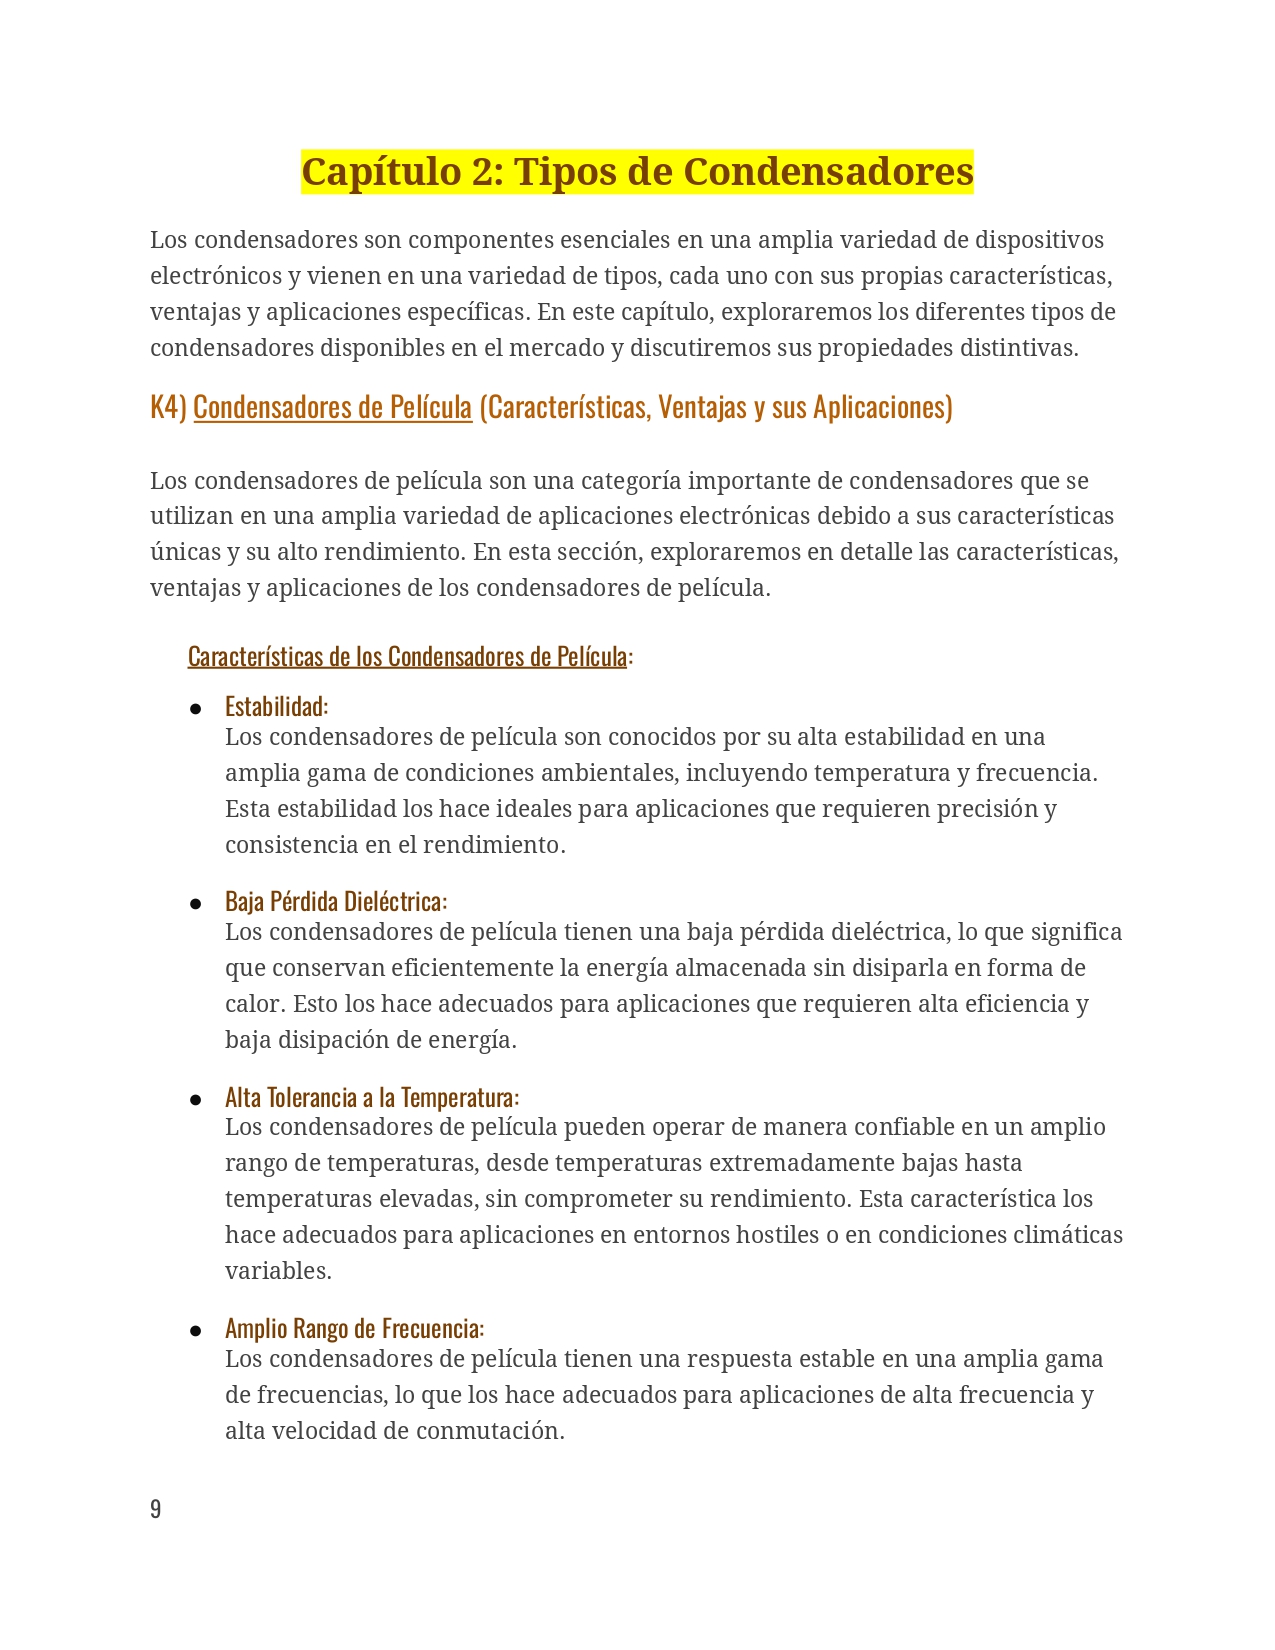 Capítulo 2: Tipos de Condensadores
Los condensadores son componentes esenciales en una amplia variedad de dispositivos
electrónicos y vienen en una variedad de tipos, cada uno con sus propias características,
ventajas y aplicaciones específicas. En este capítulo, exploraremos los diferentes tipos de
condensadores disponibles en el mercado y discutiremos sus propiedades distintivas.
K4) Condensadores de Película (Características, Ventajas y sus Aplicaciones)
Los condensadores de película son una categoría importante de condensadores que se
utilizan en una amplia variedad de aplicaciones electrónicas debido a sus características
únicas y su alto rendimiento. En esta sección, exploraremos en detalle las características,
ventajas y aplicaciones de los condensadores de película.
Características de los Condensadores de Película:
● Estabilidad:
Los condensadores de película son conocidos por su alta estabilidad en una
amplia gama de condiciones ambientales, incluyendo temperatura y frecuencia.
Esta estabilidad los hace ideales para aplicaciones que requieren precisión y
consistencia en el rendimiento.
● Baja Pérdida Dieléctrica:
Los condensadores de película tienen una baja pérdida dieléctrica, lo que significa
que conservan eficientemente la energía almacenada sin disiparla en forma de
calor. Esto los hace adecuados para aplicaciones que requieren alta eficiencia y
baja disipación de energía.
● Alta Tolerancia a la Temperatura:
Los condensadores de película pueden operar de manera confiable en un amplio
rango de temperaturas, desde temperaturas extremadamente bajas hasta
temperaturas elevadas, sin comprometer su rendimiento. Esta característica los
hace adecuados para aplicaciones en entornos hostiles o en condiciones climáticas
variables.
● Amplio Rango de Frecuencia:
Los condensadores de película tienen una respuesta estable en una amplia gama
de frecuencias, lo que los hace adecuados para aplicaciones de alta frecuencia y
alta velocidad de conmutación.
9